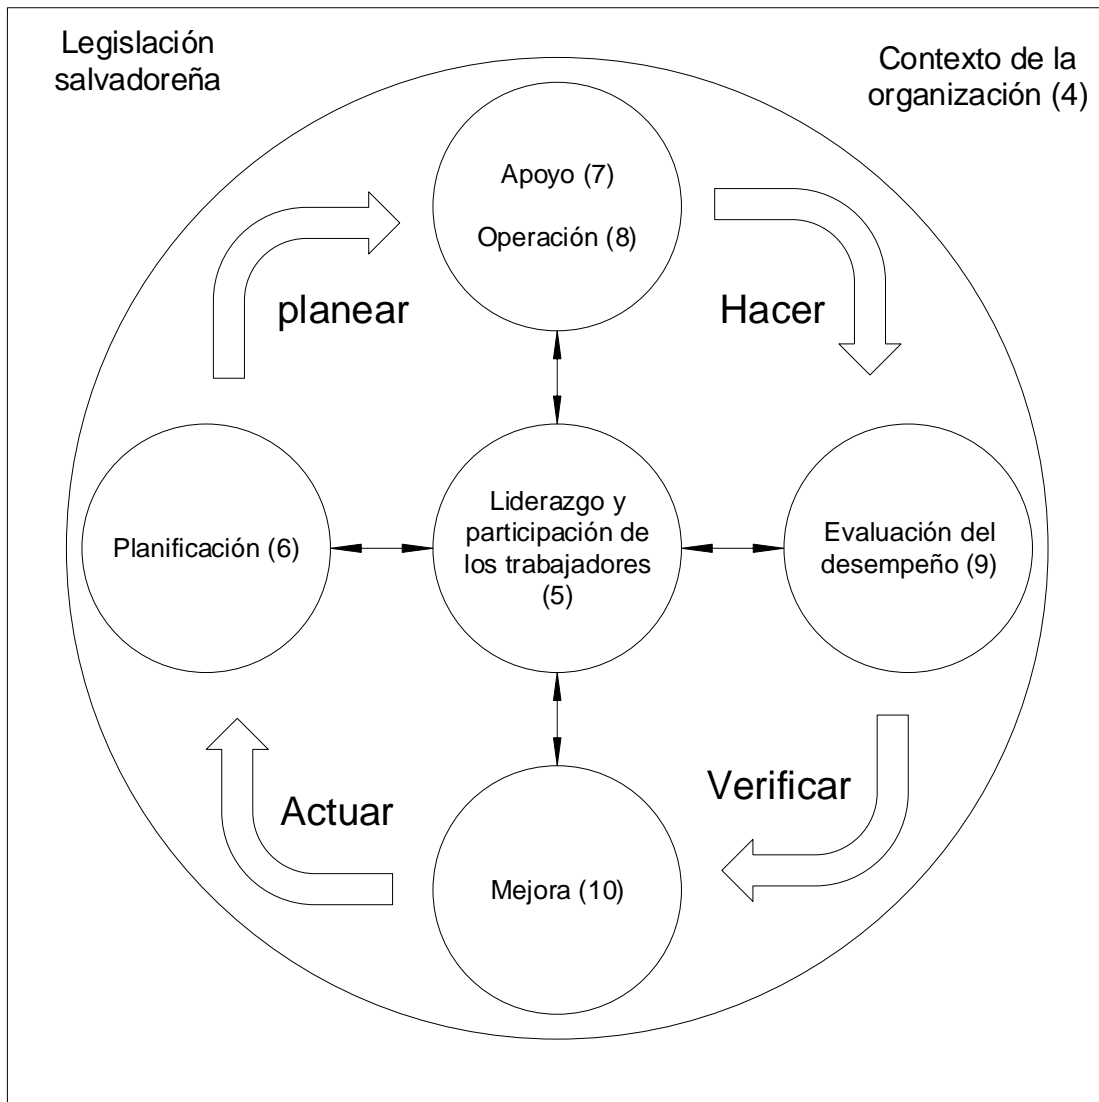 Legislación
salvadoreña
Contexto de la
organización (4)
Apoyo (7)
Operación (8)
planear
Hacer
Planificación (6)
Liderazgo y
participación de
los trabajadores
(5)
Evaluación del
desempeño (9)
Actuar
Verificar
Mejora (10)